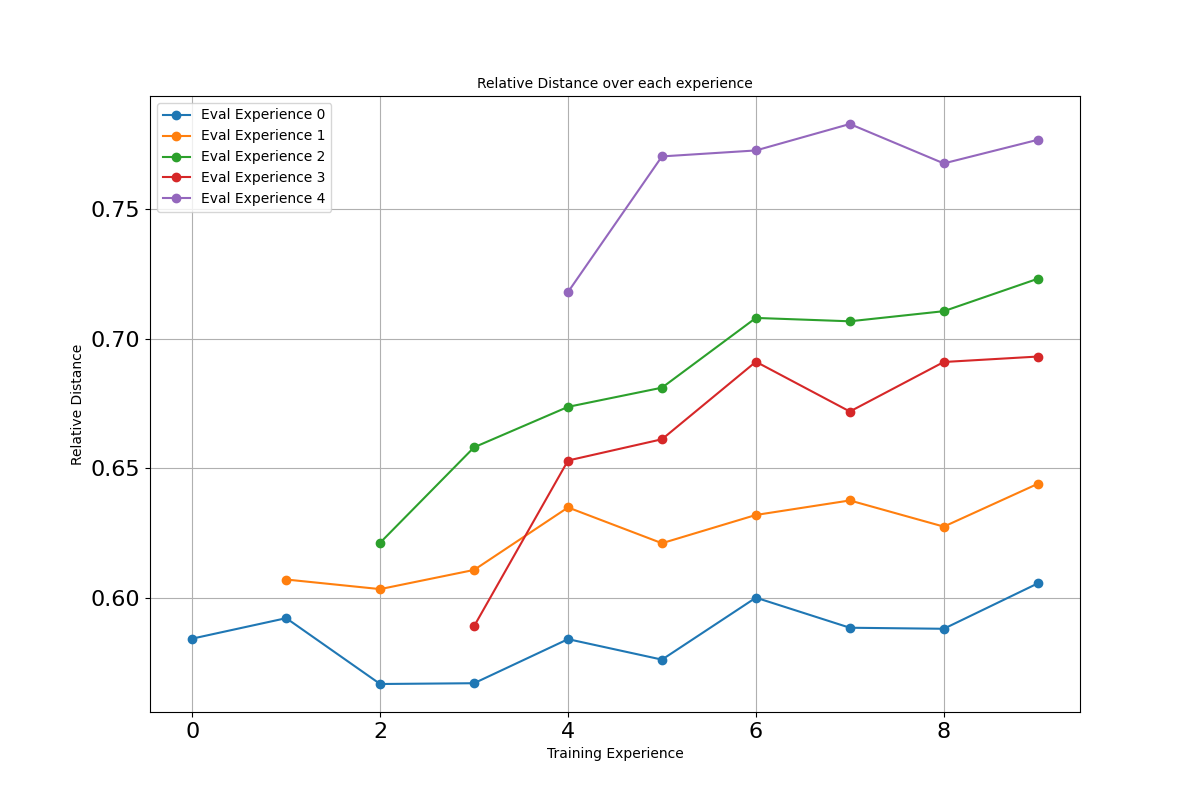 Relative Distance over each experience
Eval Experience 0
Eval Experience 1
Eval Experience 2
Eval Experience 3
Eval Experience 4
0.75
0.70
0.65
0.60
Relative Distance
0 2 4 6 8
Training Experience